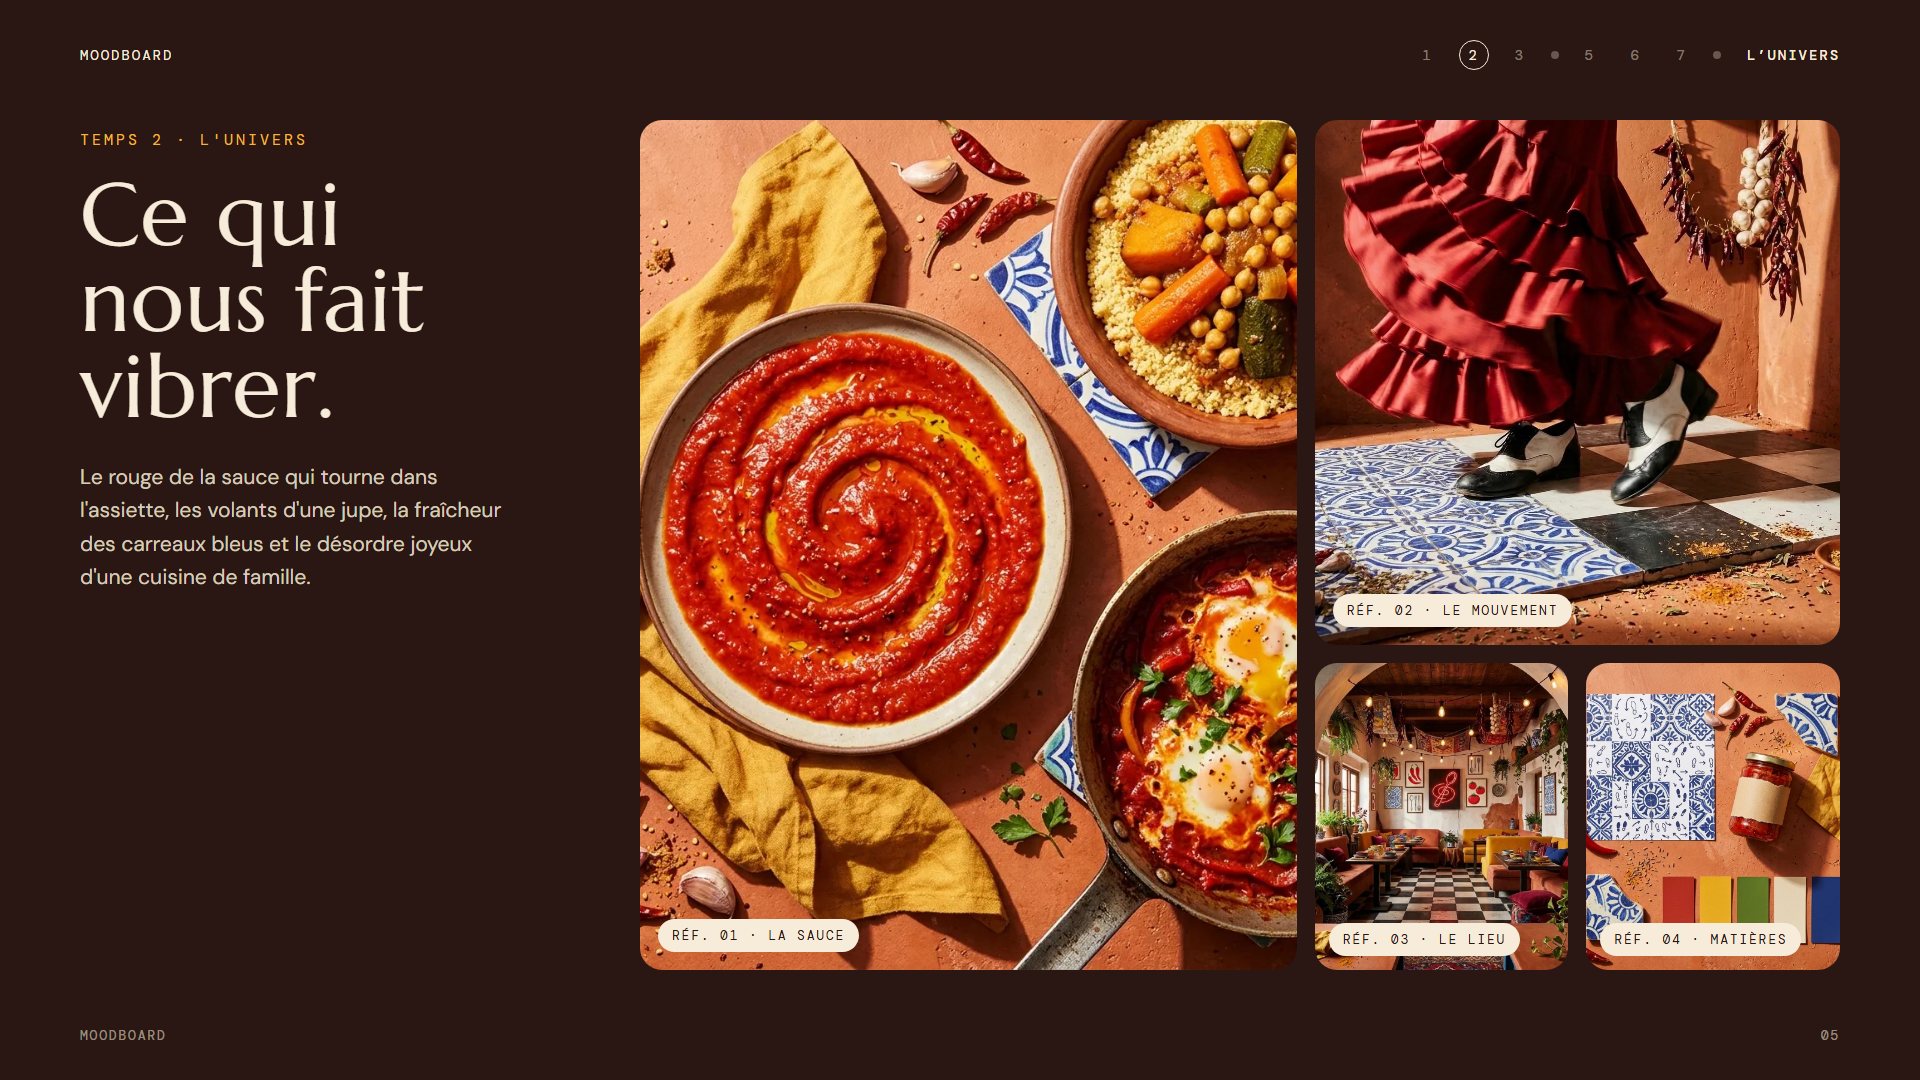 MOODBOARD
1 2 3 5 6 7 L’UNIVERS
TEMPS 2 · L'UNIVERS
Ce qui
nous fait
vibrer.
Le rouge de la sauce qui tourne dans
l'assiette, les volants d'une jupe, la fraîcheur
des carreaux bleus et le désordre joyeux
d'une cuisine de famille.
RÉF. 01 · LA SAUCE
RÉF. 02 · LE MOUVEMENT
RÉF. 03 · LE LIEU
RÉF. 04 · MATIÈRES
MOODBOARD
05